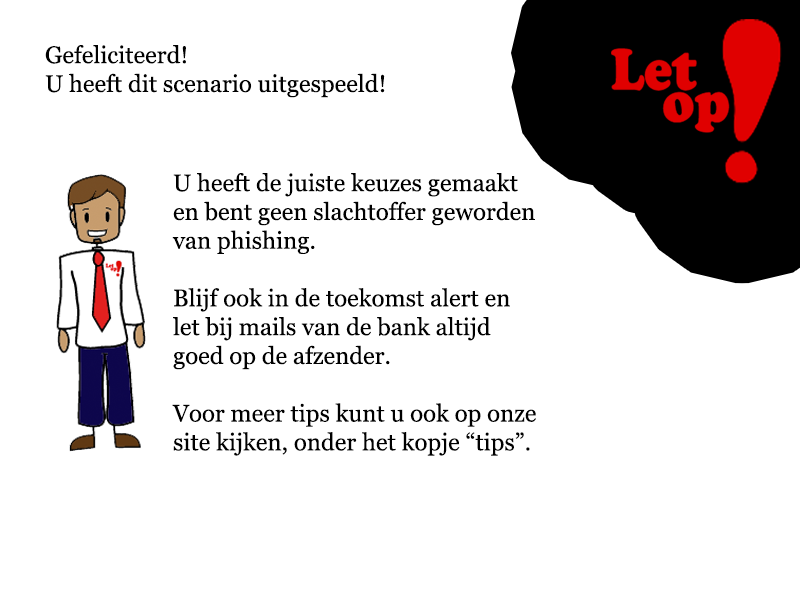 Gefeliciteerd!
U heeft dit scenario uitgespeeld!
Let
op!
U heeft de juiste keuzes gemaakt
en bent geen slachtoffer geworden
van phishing.
Let
op!
Blijf ook in de toekomst alert en
let bij mails van de bank altijd
goed op de afzender.
Voor meer tips kunt u ook op onze
site kijken, onder het kopje “tips”.